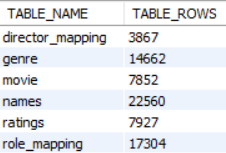 TABLE_NAME TABLE_ROWS
director_mapping 3867
genre 14662
movie 7852
names 22560
ratings 7927
role_mapping 17304